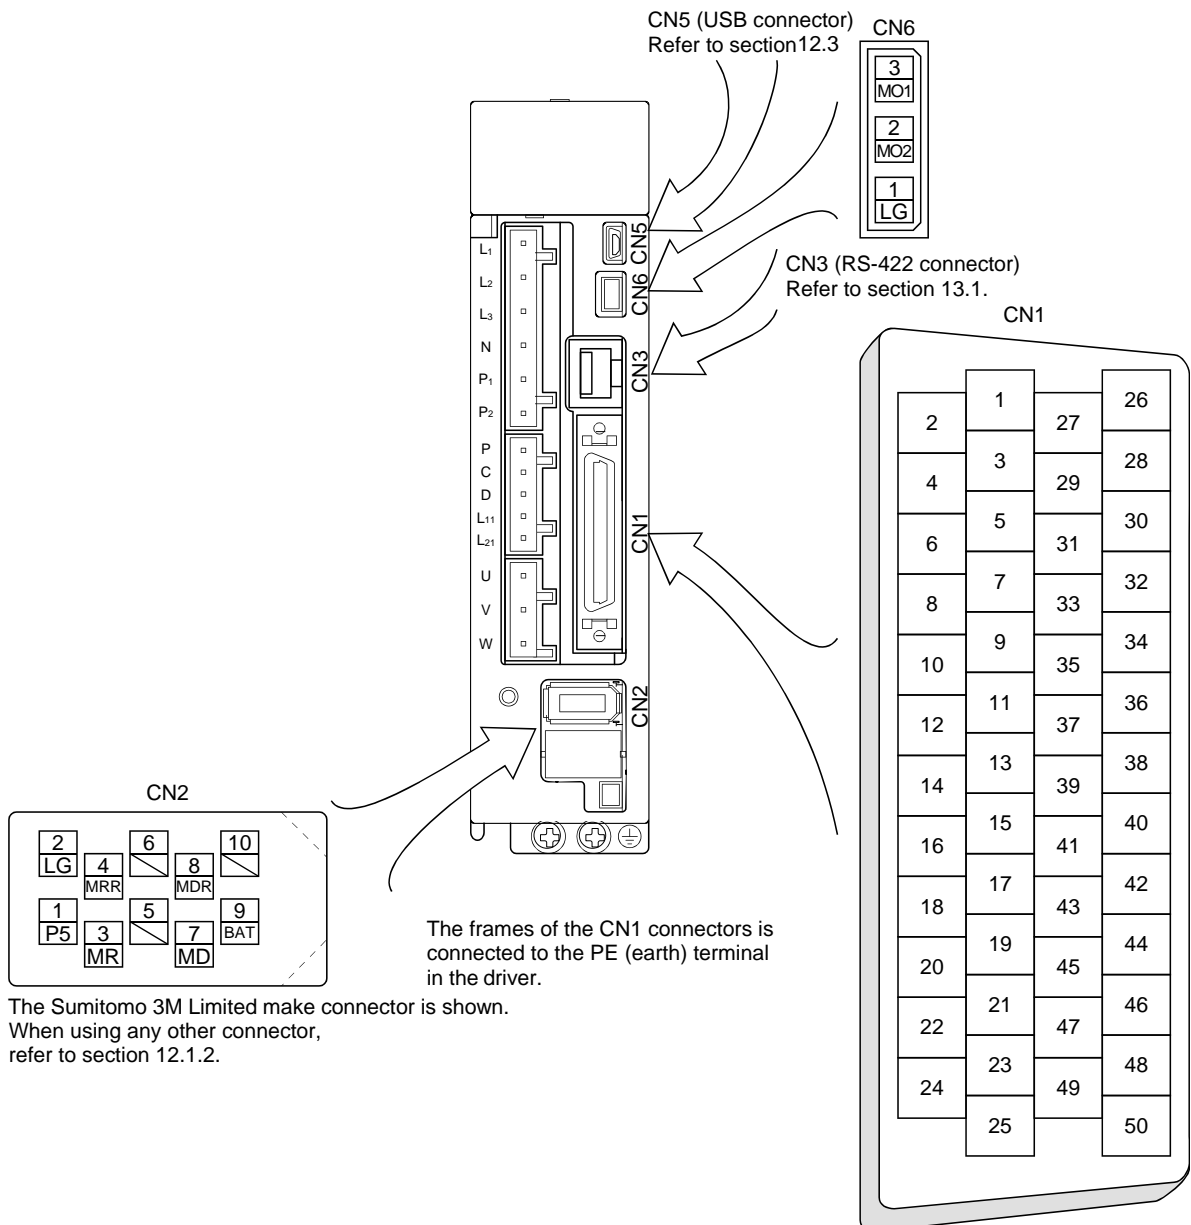 CN5 (USB connector)
Refer to section12.3
CN6
3
MO1
2
MO2
1
LG
CN3 (RS-422 connector)
Refer to section 13.1.
L1
L2
L3
N
P1
P2
P
C
D
L11
L21
U
V
W
CN5
CN6
CN3
CN1
CN2
CN1
1 26
2 27
3 28
4 29
5 30
6 31
7 32
8 33
9 34
10 35
11 36
12 37
13 38
14 39
15 40
16 41
17 42
18 43
19 44
20 45
21 46
22 47
23 48
24 49
25 50
CN2
2 6 10
LG 4 8
MRR MDR
1 5 9
P5 3 7 BAT
MR MD
The frames of the CN1 connectors is
connected to the PE (earth) terminal
in the driver.
The Sumitomo 3M Limited make connector is shown.
When using any other connector,
refer to section 12.1.2.